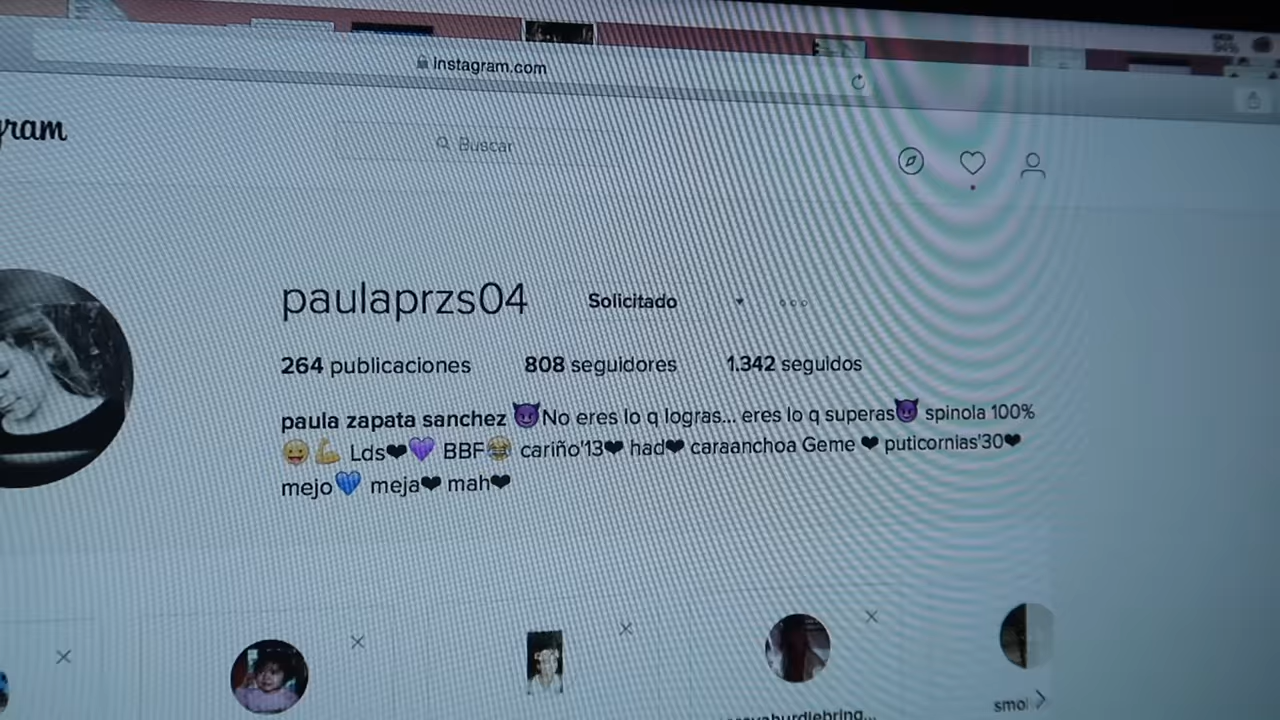 instagram.com
gram
Buscar
paulaprzs04 Solicitado
264 publicaciones 808 seguidores 1.342 seguidos
paula zapata sanchez 😈No eres lo q logras... eres lo q superas😈 spinola 100%
😀💪 Lds❤💜 BBF😂 cariño'13❤ had❤ caraanchoa Geme ❤ puticornias'30❤
mejo💙 meja❤ mah❤
smo